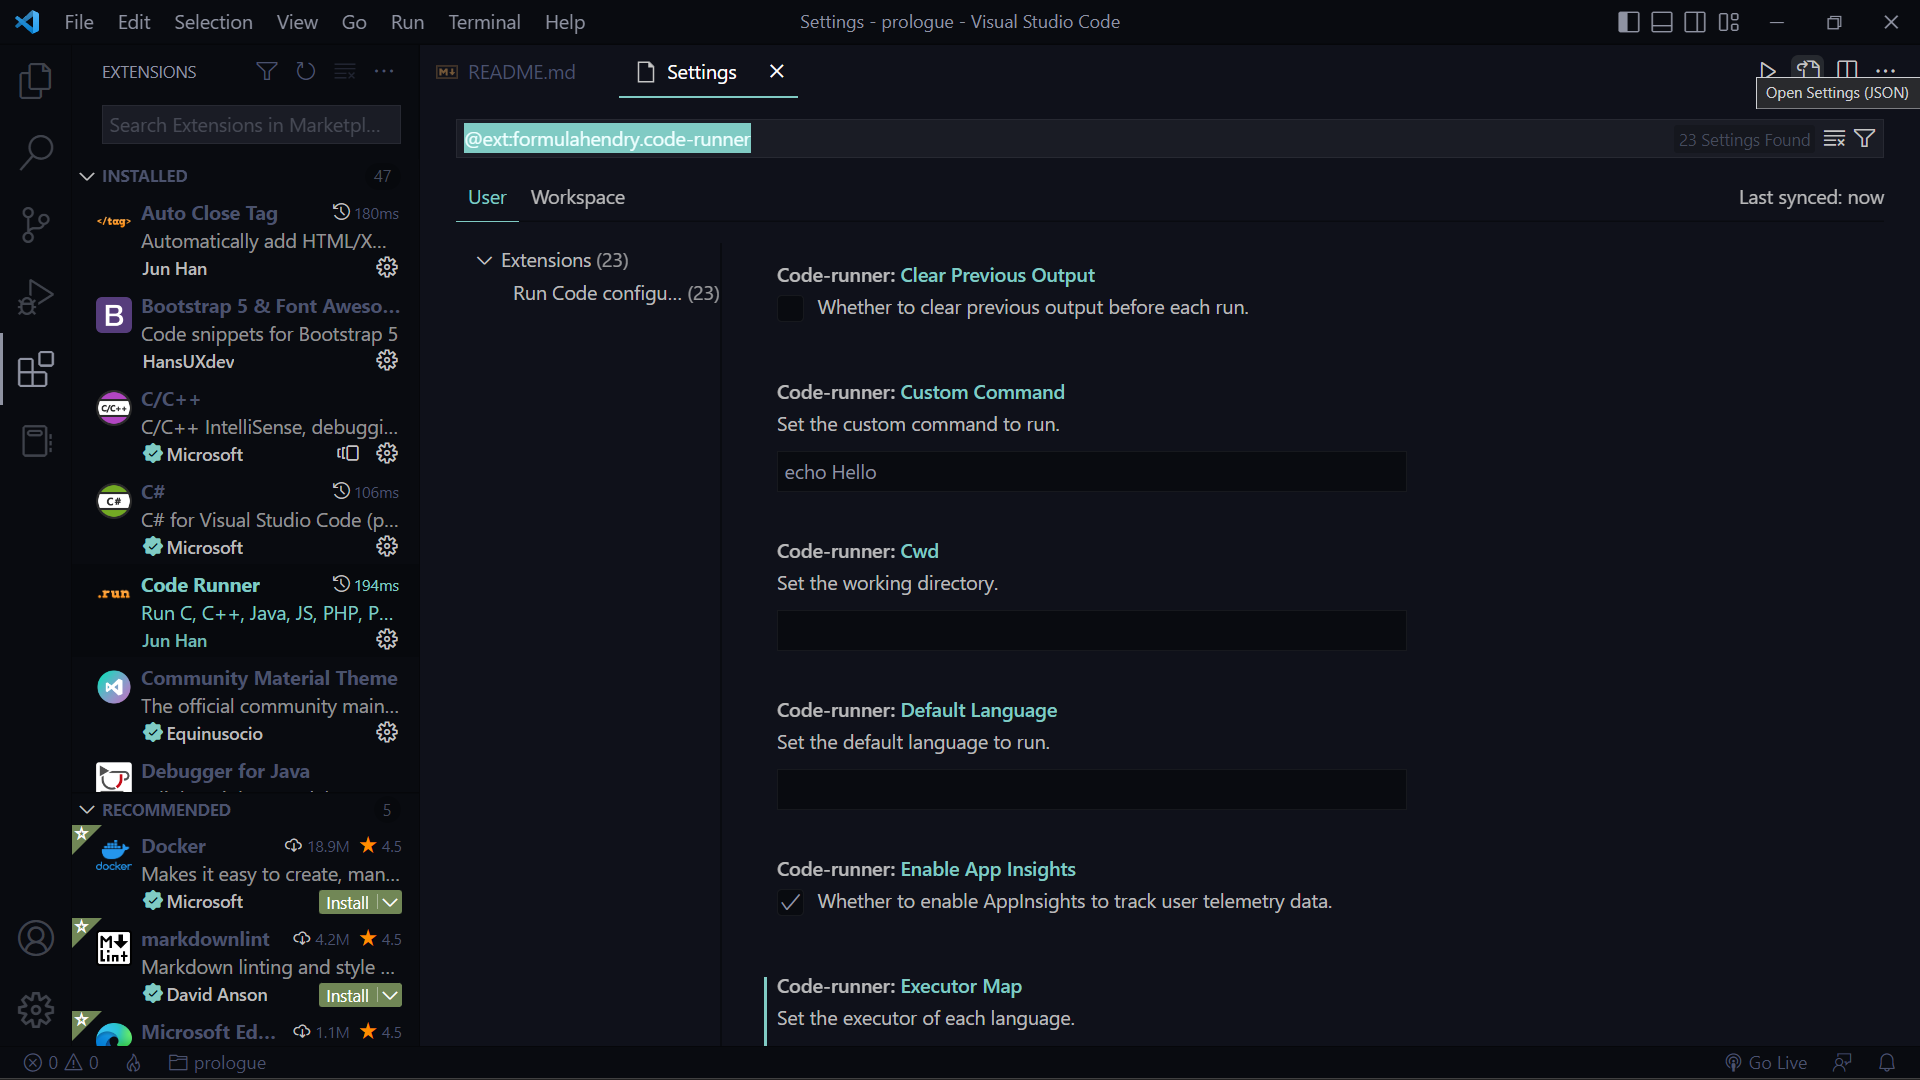 File Edit Selection View Go Run Terminal Help
Settings - prologue - Visual Studio Code
EXTENSIONS
Search Extensions in Marketpl...
INSTALLED 47
Auto Close Tag 180ms
</tag>
Automatically add HTML/X...
Jun Han
Bootstrap 5 & Font Aweso...
B
Code snippets for Bootstrap 5
HansUXdev
C/C++
C/C++
C/C++ IntelliSense, debuggi...
Microsoft
C# 106ms
C#
C# for Visual Studio Code (p...
Microsoft
Code Runner 194ms
.run
Run C, C++, Java, JS, PHP, P...
Jun Han
Community Material Theme
The official community main...
Equinusocio
Debugger for Java
RECOMMENDED 5
Docker 18.9M 4.5
docker
Makes it easy to create, man...
Microsoft Install
markdownlint 4.2M 4.5
M
Lint
Markdown linting and style ...
David Anson Install
Microsoft Ed... 1.1M 4.5
README.md
Settings
Open Settings (JSON)
@ext:formulahendry.code-runner
23 Settings Found
User Workspace
Last synced: now
Extensions (23)
Run Code configu... (23)
Code-runner: Clear Previous Output
Whether to clear previous output before each run.
Code-runner: Custom Command
Set the custom command to run.
echo Hello
Code-runner: Cwd
Set the working directory.
Code-runner: Default Language
Set the default language to run.
Code-runner: Enable App Insights
Whether to enable AppInsights to track user telemetry data.
Code-runner: Executor Map
Set the executor of each language.
0 0 prologue
Go Live